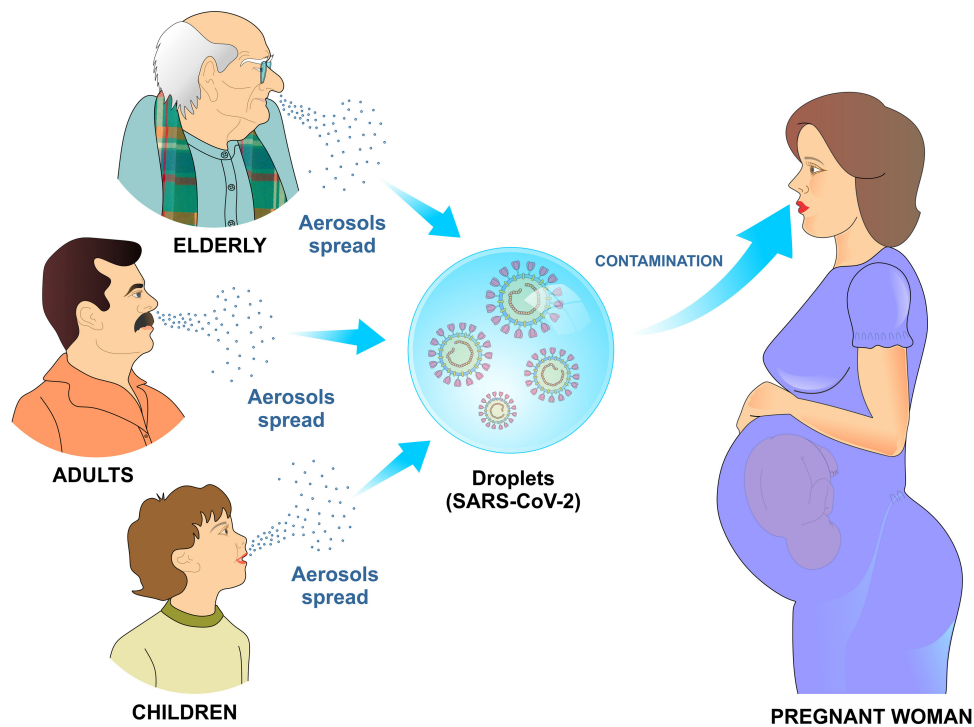 Aerosols
spread
ELDERLY
CONTAMINATION
Aerosols
spread
ADULTS
Droplets
(SARS-CoV-2)
Aerosols
spread
CHILDREN
PREGNANT WOMAN